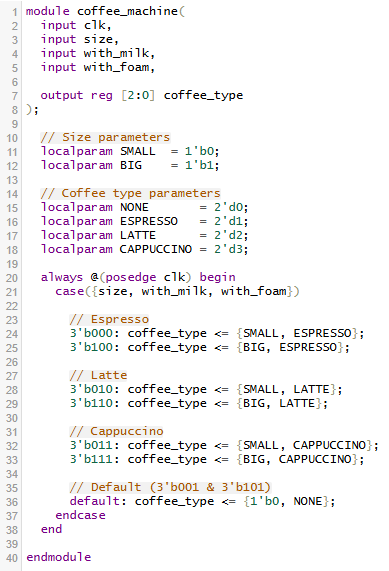 1 module coffee_machine(
2   input clk,
3   input size,
4   input with_milk,
5   input with_foam,
6
7   output reg [2:0] coffee_type
8 );
9
10   // Size parameters
11   localparam SMALL  = 1'b0;
12   localparam BIG    = 1'b1;
13
14   // Coffee type parameters
15   localparam NONE       = 2'd0;
16   localparam ESPRESSO   = 2'd1;
17   localparam LATTE      = 2'd2;
18   localparam CAPPUCCINO = 2'd3;
19
20   always @(posedge clk) begin
21     case({size, with_milk, with_foam})
22
23       // Espresso
24       3'b000: coffee_type <= {SMALL, ESPRESSO};
25       3'b100: coffee_type <= {BIG, ESPRESSO};
26
27       // Latte
28       3'b010: coffee_type <= {SMALL, LATTE};
29       3'b110: coffee_type <= {BIG, LATTE};
30
31       // Cappuccino
32       3'b011: coffee_type <= {SMALL, CAPPUCCINO};
33       3'b111: coffee_type <= {BIG, CAPPUCCINO};
34
35       // Default (3'b001 & 3'b101)
36       default: coffee_type <= {1'b0, NONE};
37     endcase
38   end
39
40 endmodule